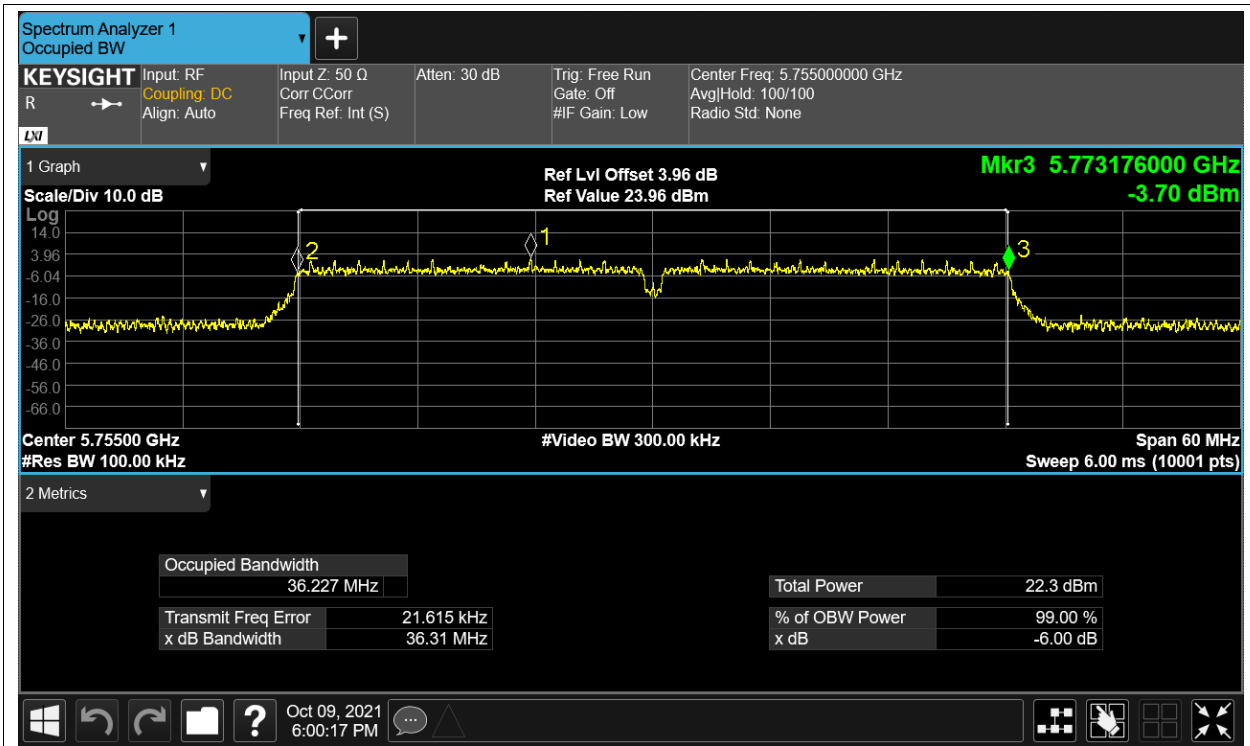 Spectrum Analyzer 1
Occupied BW
+
KEYSIGHT
R
LXI
Input: RF
Coupling: DC
Align: Auto
Input Z: 50 Ω
Corr CCorr
Freq Ref: Int (S)
Atten: 30 dB
Trig: Free Run
Gate: Off
#IF Gain: Low
Center Freq: 5.755000000 GHz
Avg|Hold: 100/100
Radio Std: None
1 Graph
Scale/Div 10.0 dB
Ref Lvl Offset 3.96 dB
Ref Value 23.96 dBm
Mkr3 5.773176000 GHz
-3.70 dBm
Log
14.0
3.96
-6.04
-16.0
-26.0
-36.0
-46.0
-56.0
-66.0
2
1
3
Center 5.75500 GHz
#Res BW 100.00 kHz
#Video BW 300.00 kHz
Span 60 MHz
Sweep 6.00 ms (10001 pts)
2 Metrics
Occupied Bandwidth
36.227 MHz
Transmit Freq Error 21.615 kHz
x dB Bandwidth 36.31 MHz
Total Power 22.3 dBm
% of OBW Power 99.00 %
x dB -6.00 dB
?
Oct 09, 2021
6:00:17 PM